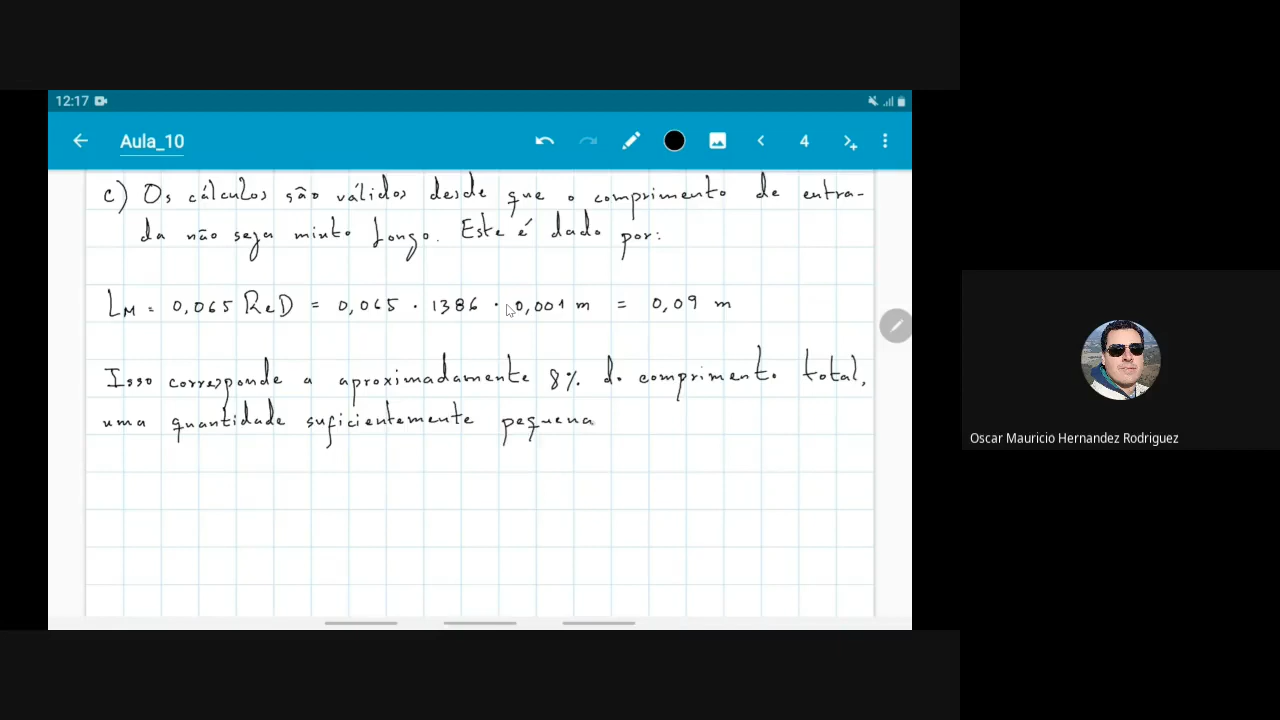 12:17
Aula_10
4
c) Os cálculos são válidos desde que o comprimento de entra-
da não seja muito longo. Este é dado por:
LM = 0,065 ReD = 0,065 · 1386 · 0,001 m = 0,09 m
Isso corresponde a aproximadamente 8% do comprimento total,
uma quantidade suficientemente pequena
Oscar Mauricio Hernandez Rodriguez